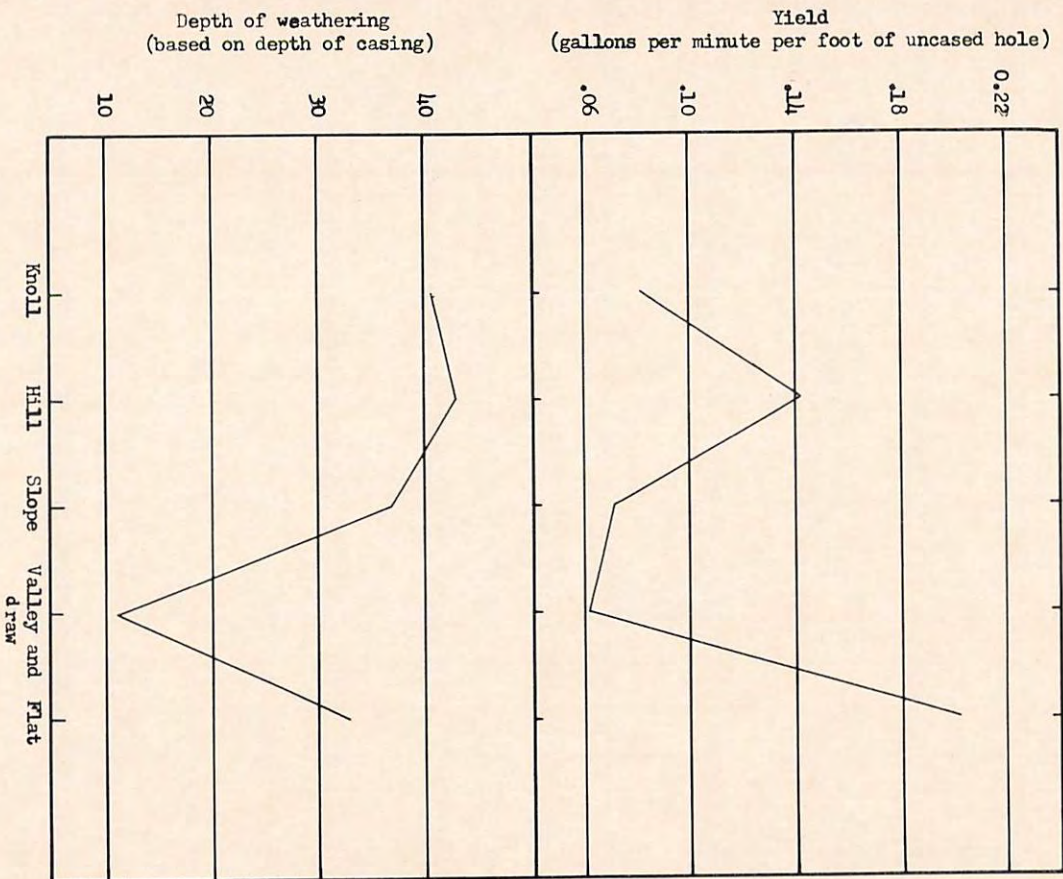 Depth of weathering
(based on depth of casing)
Yield
(gallons per minute per foot of uncased hole)
10
20
30
40
.06
.10
.14
.18
0.22
Knoll
Hill
Slope
Valley and
draw
Flat